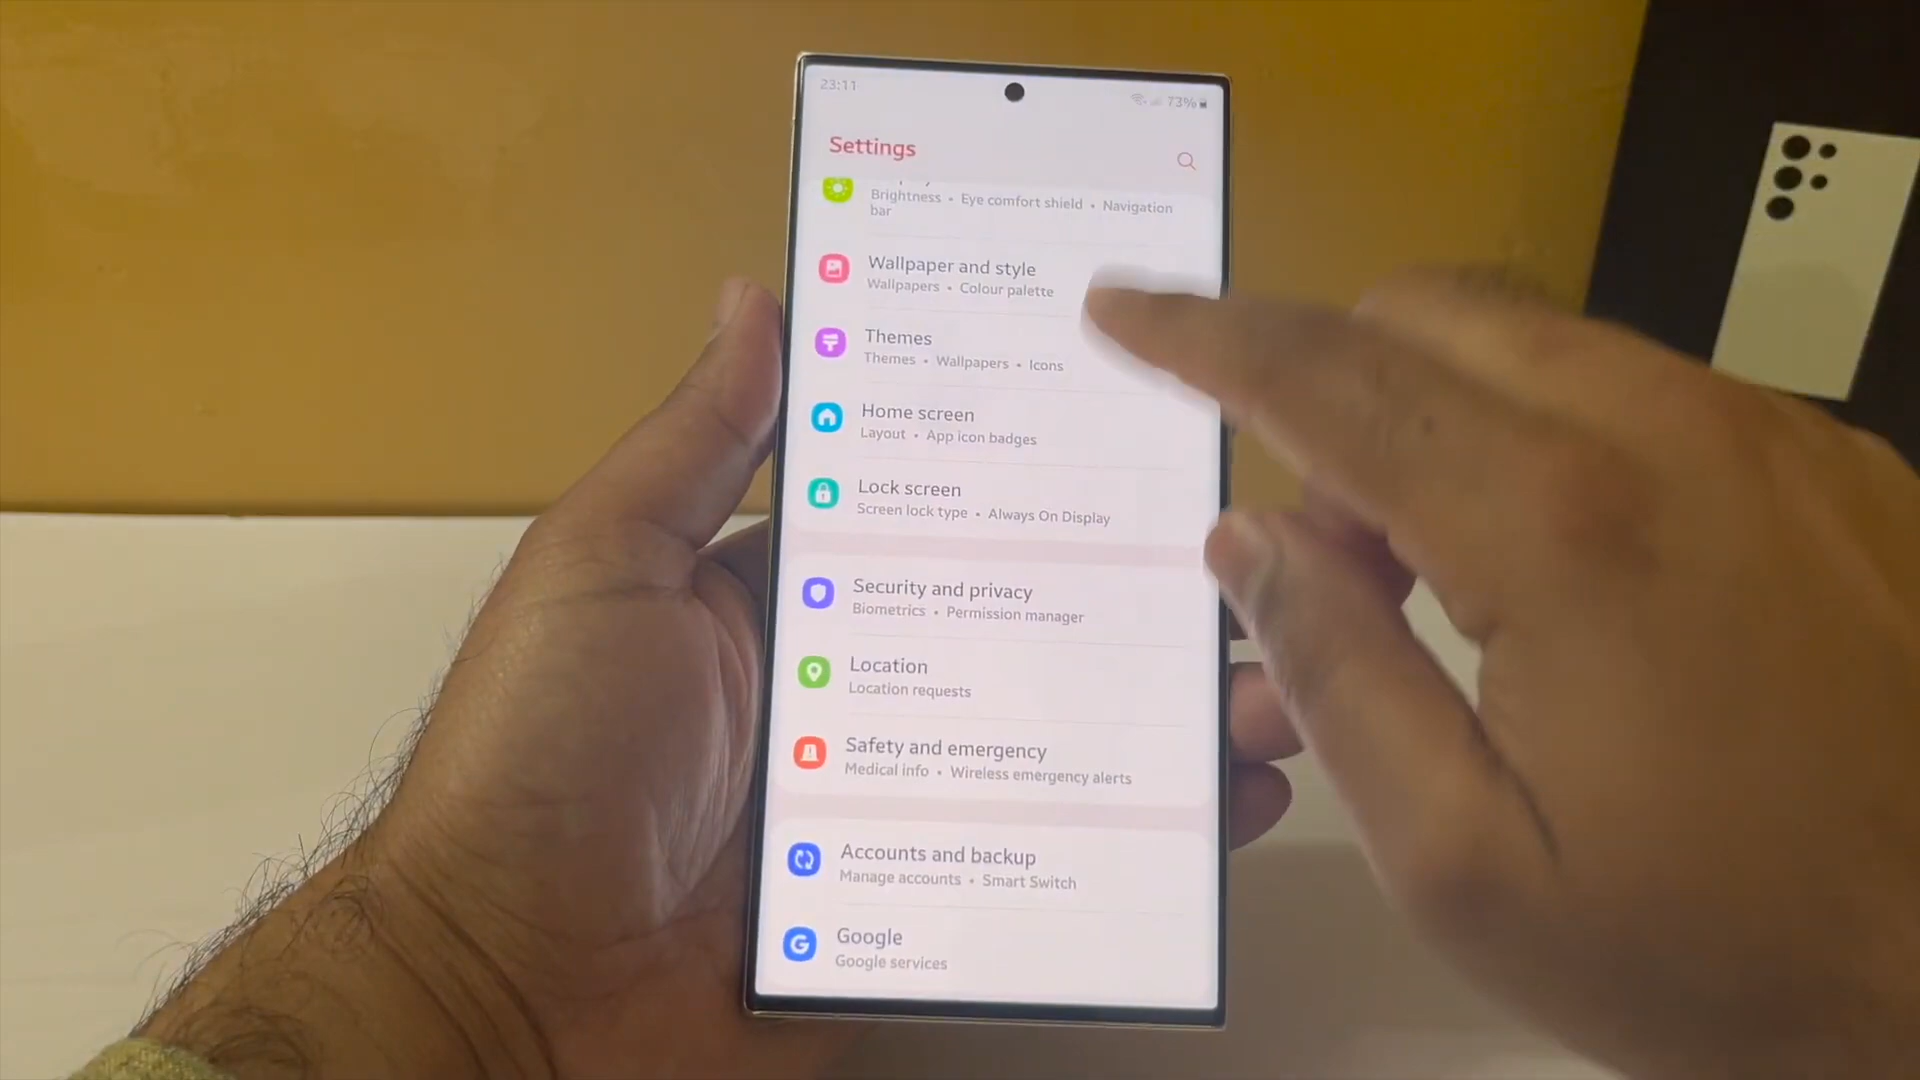 23:11
73%
Settings
Brightness • Eye comfort shield • Navigation
bar
Wallpaper and style
Wallpapers • Colour palette
Themes
Themes • Wallpapers • Icons
Home screen
Layout • App icon badges
Lock screen
Screen lock type • Always On Display
Security and privacy
Biometrics • Permission manager
Location
Location requests
Safety and emergency
Medical info • Wireless emergency alerts
Accounts and backup
Manage accounts • Smart Switch
Google
Google services